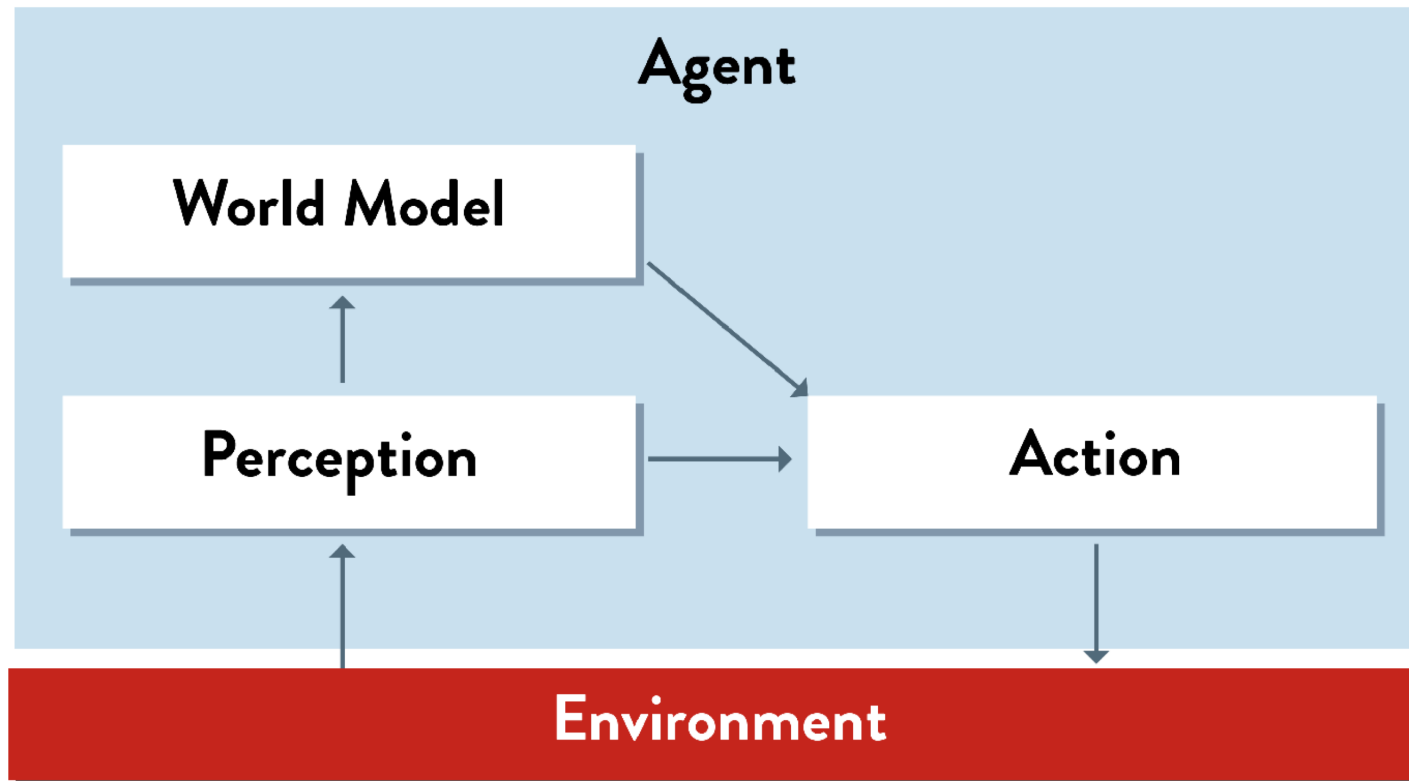 Agent
World Model
Perception
Action
Environment